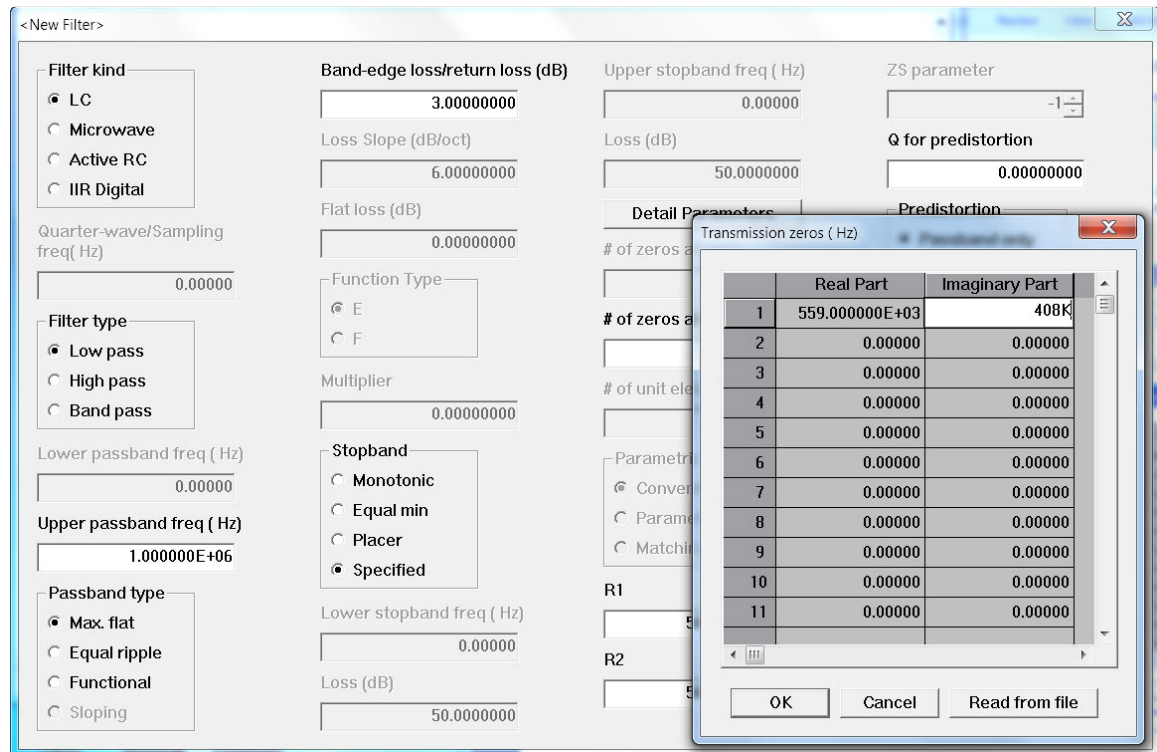 <New Filter>
Filter kind
LC
Microwave
Active RC
IIR Digital
Quarter-wave/Sampling
freq( Hz)
0.00000
Filter type
Low pass
High pass
Band pass
Lower passband freq ( Hz)
0.00000
Upper passband freq ( Hz)
1.000000E+06
Passband type
Max. flat
Equal ripple
Functional
Sloping
Band-edge loss/return loss (dB)
3.00000000
Loss Slope (dB/oct)
6.00000000
Flat loss (dB)
0.00000000
Function Type
E
F
Multiplier
0.00000000
Stopband
Monotonic
Equal min
Placer
Specified
Lower stopband freq ( Hz)
0.00000
Loss (dB)
50.0000000
Upper stopband freq ( Hz)
0.00000
Loss (dB)
50.0000000
Detail Parameters
# of zeros a
# of zeros a
# of unit ele
Parametri
Conver
Parame
Matchin
R1
5
R2
5
ZS parameter
-1
Q for predistortion
0.00000000
Predistortion
Passband only
Transmission zeros ( Hz)
Real Part Imaginary Part
1 559.000000E+03 408K
2 0.00000 0.00000
3 0.00000 0.00000
4 0.00000 0.00000
5 0.00000 0.00000
6 0.00000 0.00000
7 0.00000 0.00000
8 0.00000 0.00000
9 0.00000 0.00000
10 0.00000 0.00000
11 0.00000 0.00000
OK Cancel Read from file